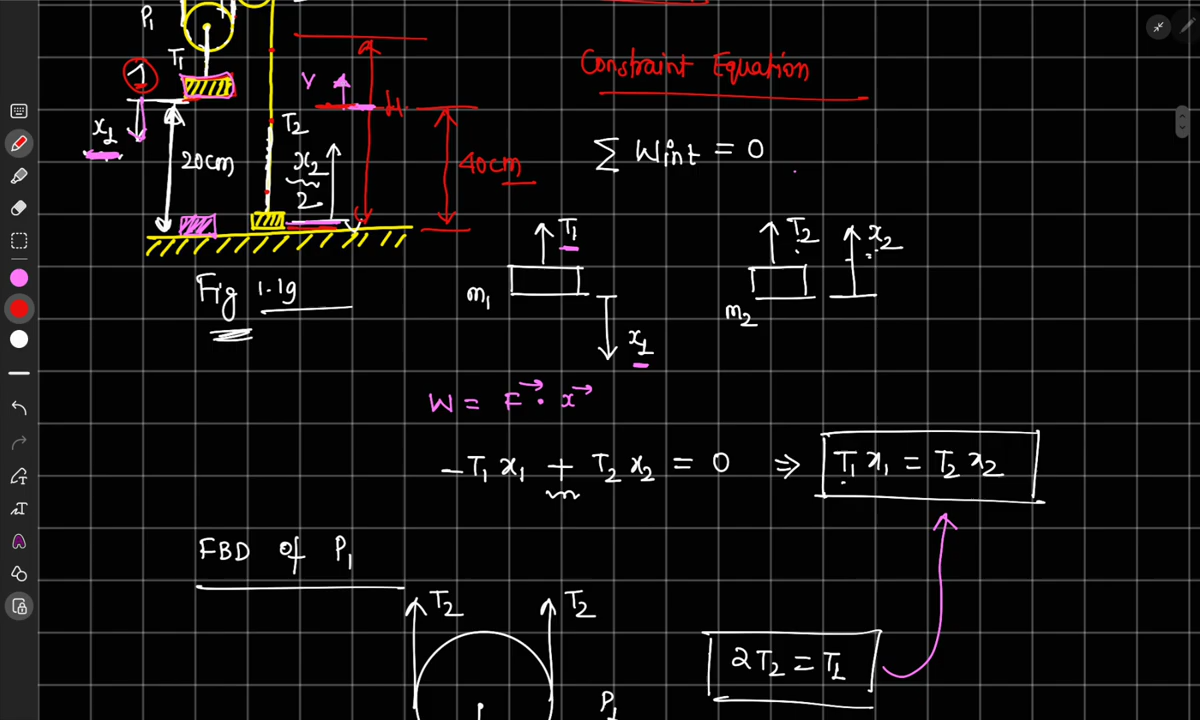 P₁
T₁
1
x₁
20cm
V
H
T₂
x₂
2
40cm
Fig 1.19
Constraint Equation
∑ Wint = 0
T₁
m₁
x₁
T₂
x₂
m₂
W = F⃗ · x⃗
-T₁ x₁ + T₂ x₂ = 0 ⇒ T₁ x₁ = T₂ x₂
FBD of P₁
T₂ T₂
2T₂ = T₁
P₁